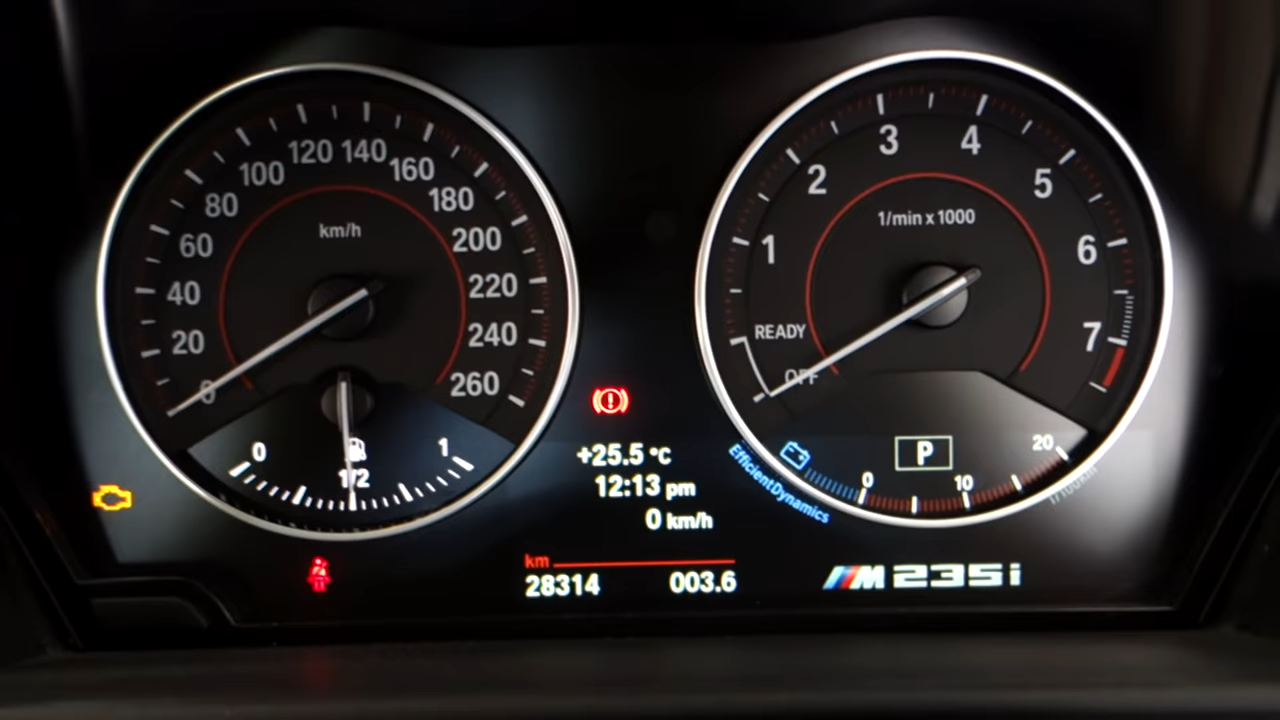 0
20
40
60
80
100
120
140
160
180
200
220
240
260
km/h
0
1/2
1
1
2
3
4
5
6
7
1/min x 1000
READY
OFF
P
0
10
20
EfficientDynamics
l/100km
+25.5 °C
12:13 pm
0 km/h
km
28314 003.6
M235i